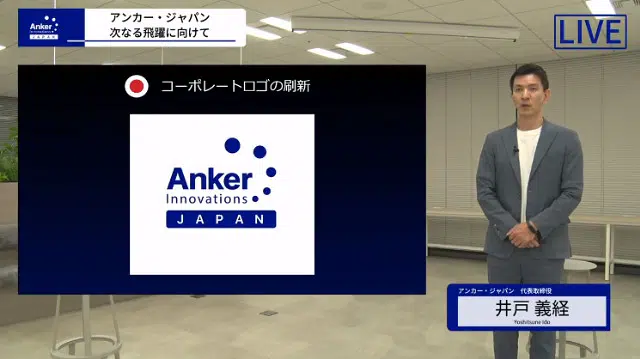 Anker
Innovations
JAPAN
アンカー・ジャパン
次なる飛躍に向けて
LIVE
コーポレートロゴの刷新
Anker
Innovations
JAPAN
アンカー・ジャパン 代表取締役
井戸 義経
Yoshitsune Ido